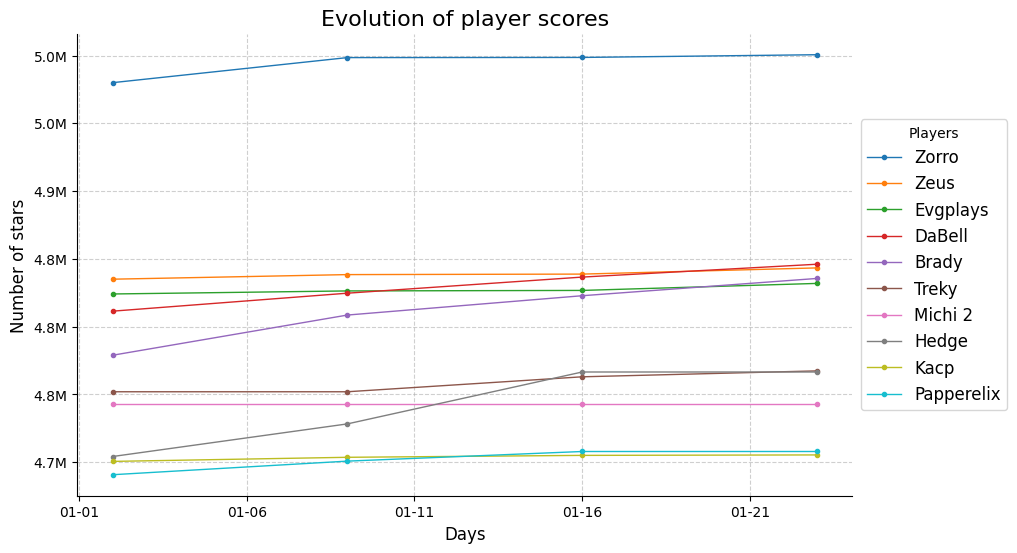 Evolution of player scores
Number of stars
5.0M
5.0M
4.9M
4.8M
4.8M
4.8M
4.7M
01-01
01-06
01-11
01-16
01-21
Days
Players
Zorro
Zeus
Evgplays
DaBell
Brady
Treky
Michi 2
Hedge
Kacp
Papperelix